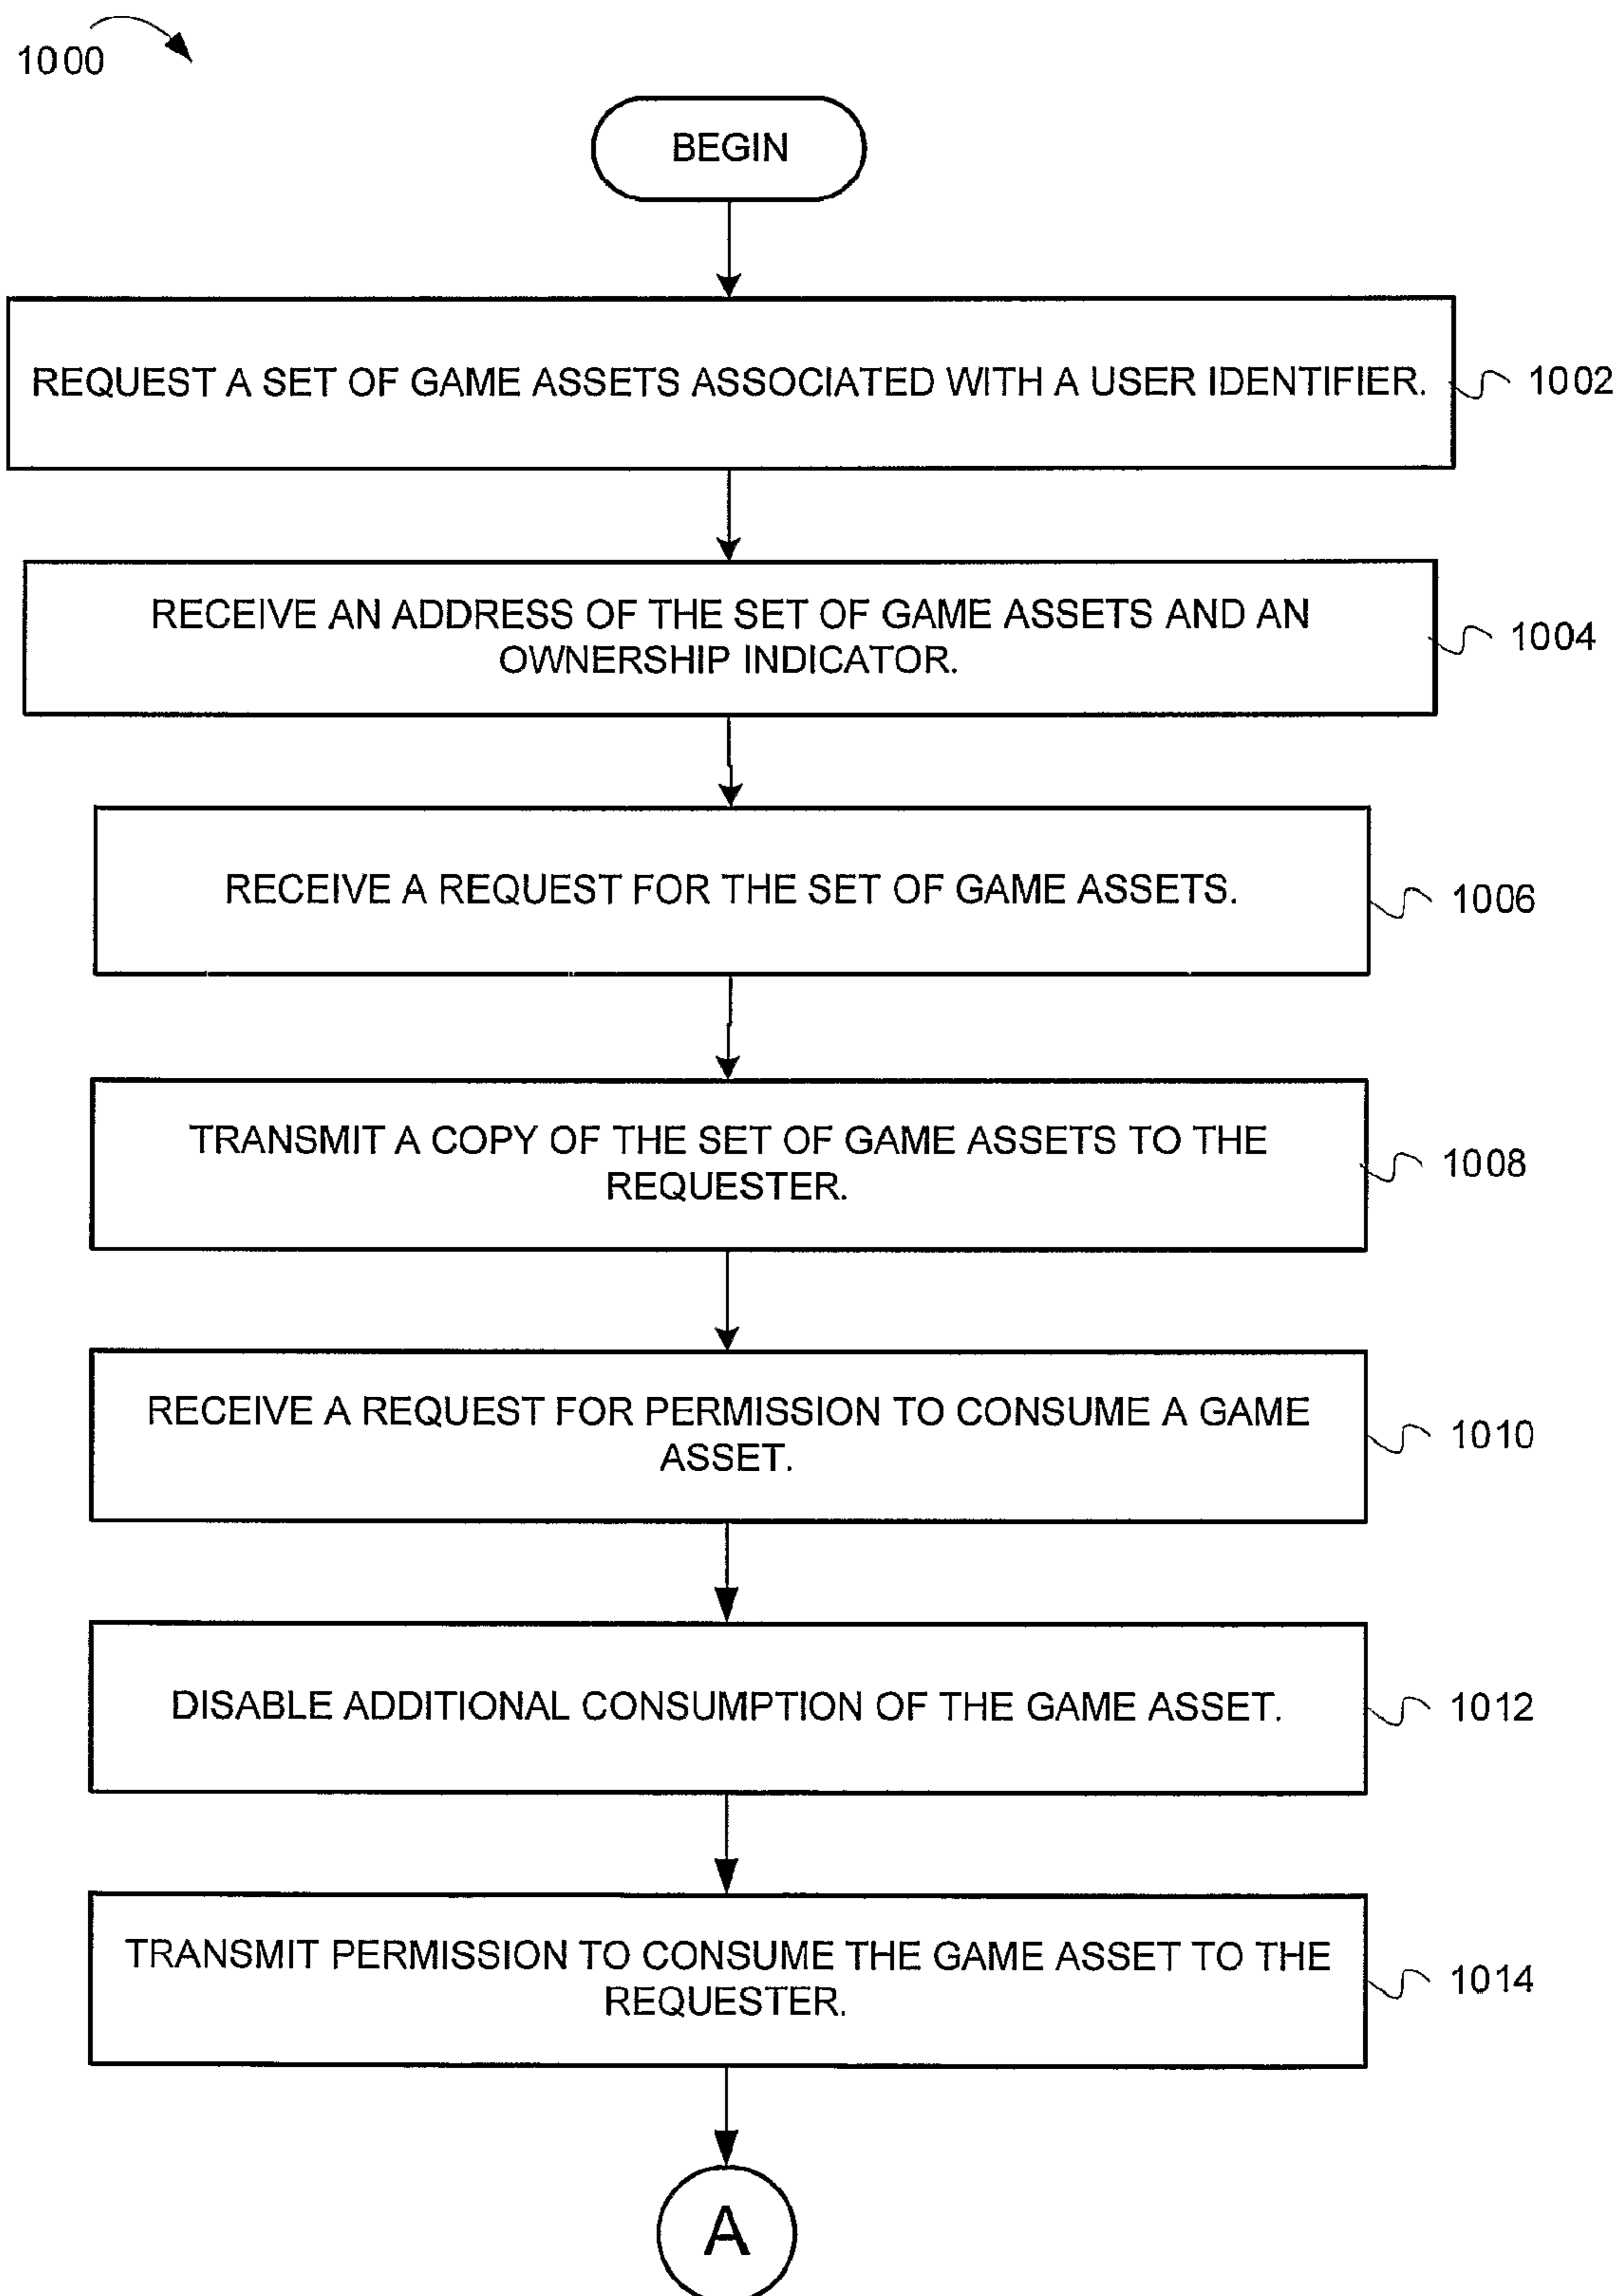 1000
BEGIN
REQUEST A SET OF GAME ASSETS ASSOCIATED WITH A USER IDENTIFIER.
1002
RECEIVE AN ADDRESS OF THE SET OF GAME ASSETS AND AN
OWNERSHIP INDICATOR.
1004
RECEIVE A REQUEST FOR THE SET OF GAME ASSETS.
1006
TRANSMIT A COPY OF THE SET OF GAME ASSETS TO THE
REQUESTER.
1008
RECEIVE A REQUEST FOR PERMISSION TO CONSUME A GAME
ASSET.
1010
DISABLE ADDITIONAL CONSUMPTION OF THE GAME ASSET.
1012
TRANSMIT PERMISSION TO CONSUME THE GAME ASSET TO THE
REQUESTER.
1014
A